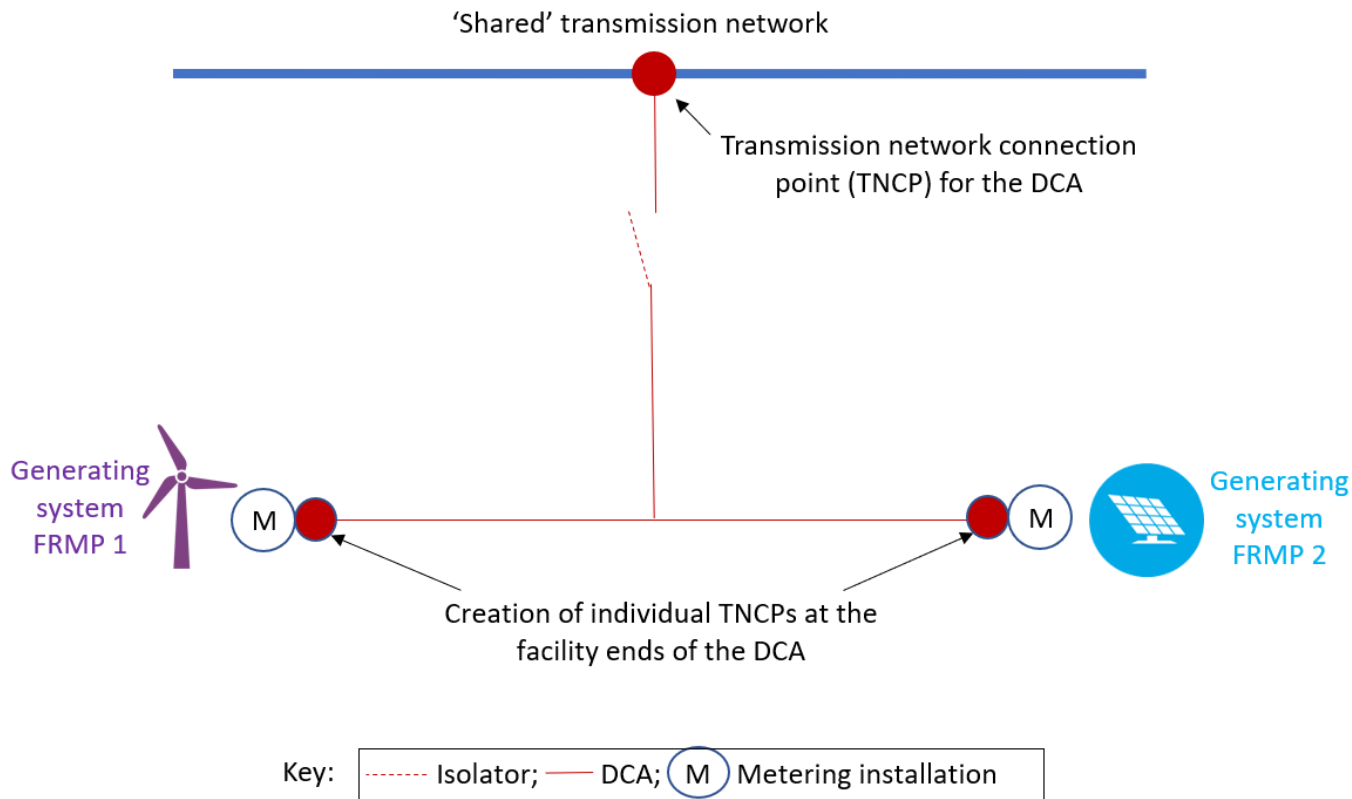 ‘Shared’ transmission network
Transmission network connection
point (TNCP) for the DCA
Generating
system
FRMP 1
M
M
Generating
system
FRMP 2
Creation of individual TNCPs at the
facility ends of the DCA
Key: Isolator; DCA; M Metering installation